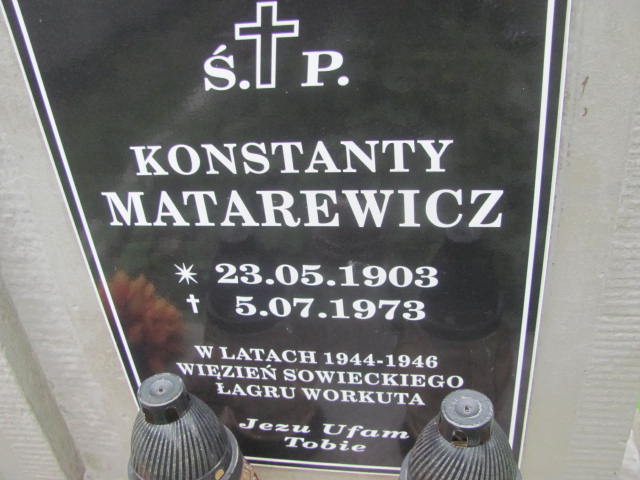 Ś. P.
KONSTANTY
MATAREWICZ
✴ 23.05.1903
✝ 5.07.1973
W LATACH 1944-1946
WIĘZIEŃ SOWIECKIEGO
ŁAGRU WORKUTA
Jezu Ufam
Tobie